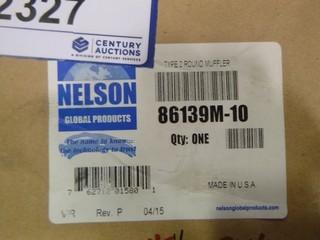 2327
CENTURY
AUCTIONS
A DIVISION OF CENTURY SERVICES
TYPE 2 ROUND MUFFLER
NELSON
GLOBAL PRODUCTS
86139M-10
Qty: ONE
The name to know...
the technology to trust
7 62712 01580 1
MADE IN U.S.A
Rev. P 04/15
nelsonglobalproducts.com